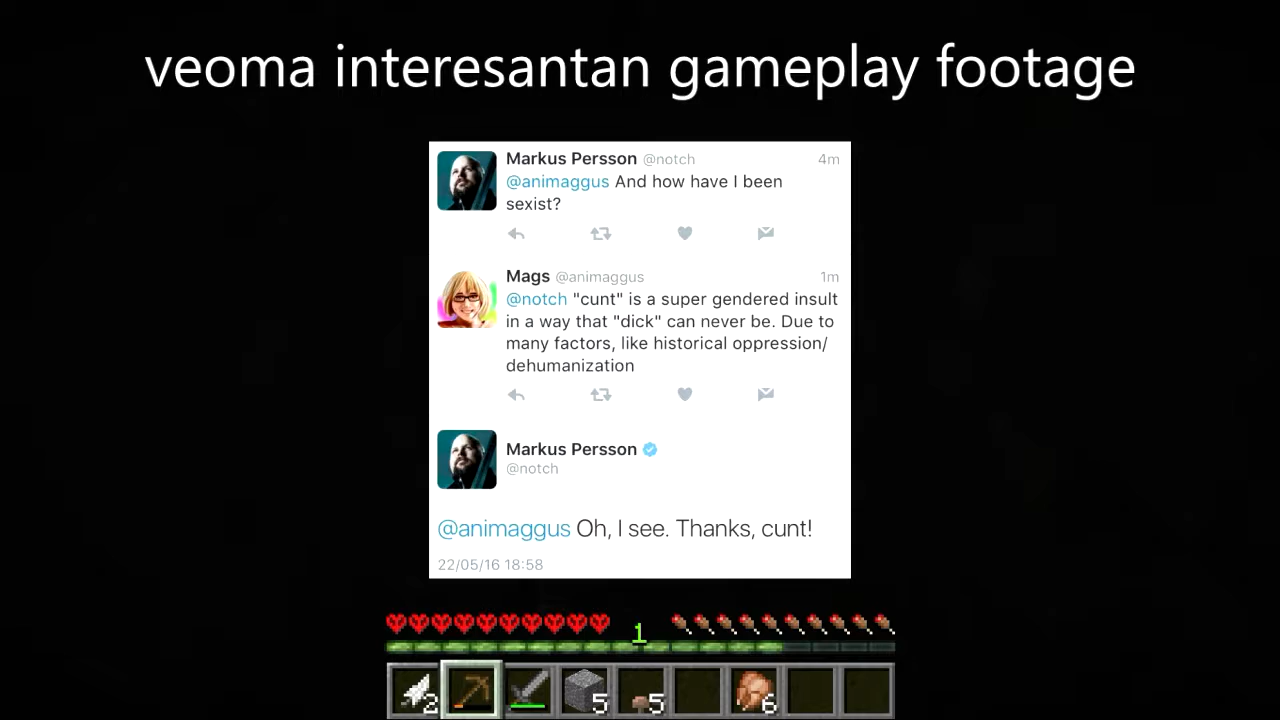 veoma interesantan gameplay footage
Markus Persson @notch 4m
@animaggus And how have I been
sexist?
Mags @animaggus 1m
@notch "cunt" is a super gendered insult
in a way that "dick" can never be. Due to
many factors, like historical oppression/
dehumanization
Markus Persson
@notch
@animaggus Oh, I see. Thanks, cunt!
22/05/16 18:58
1
2 5 5 6